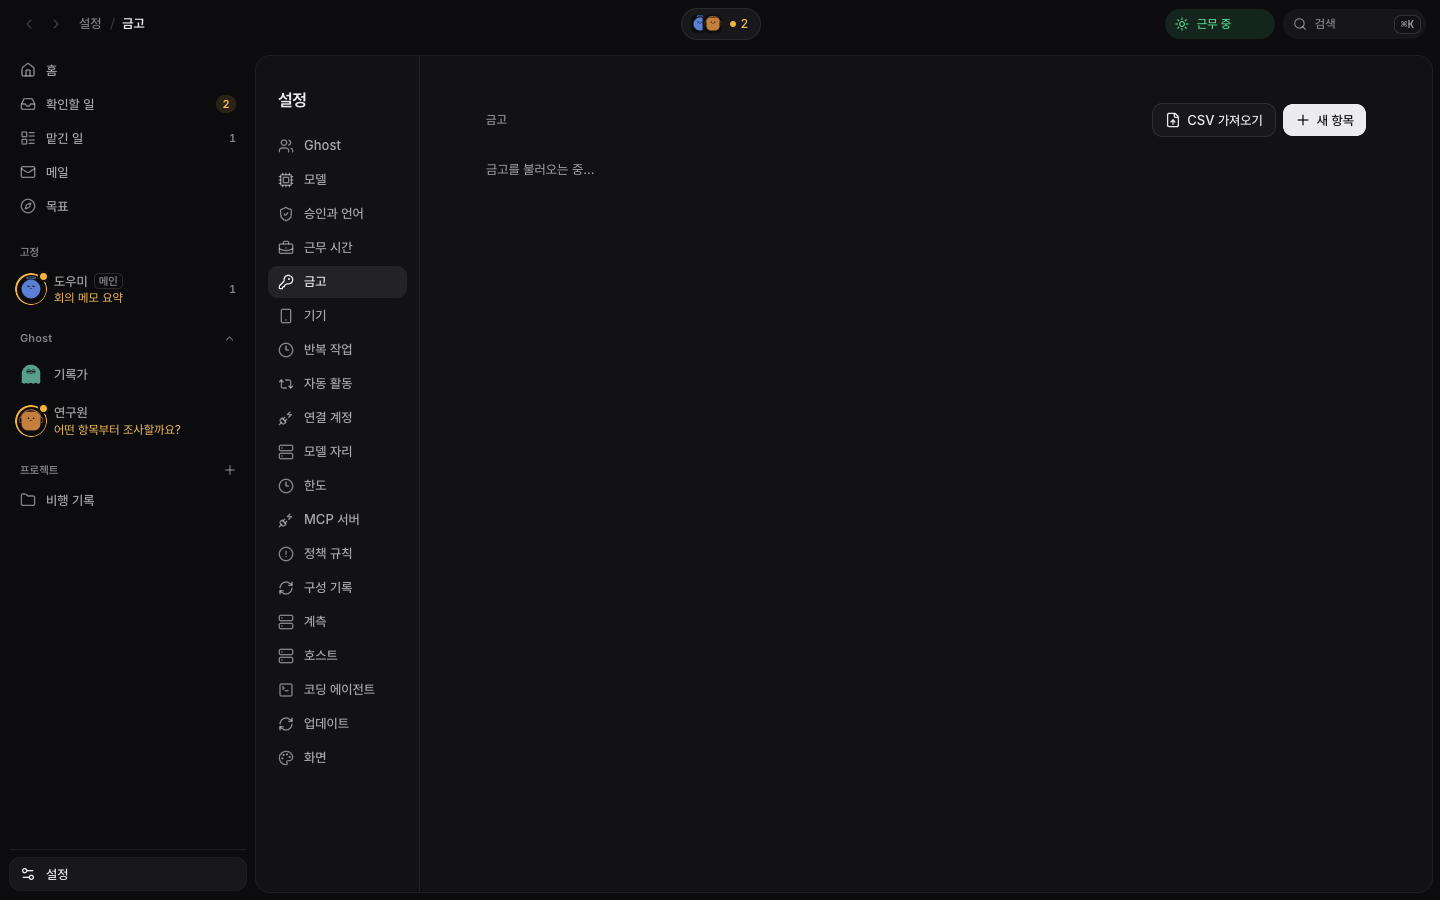 설정 / 금고
2
근무 중
검색
⌘K
홈
확인할 일
2
맡긴 일
1
메일
목표
고정
도우미
메인
회의 메모 요약
1
Ghost
기록가
연구원
어떤 항목부터 조사할까요?
프로젝트
비행 기록
설정
설정
Ghost
모델
승인과 언어
근무 시간
금고
기기
반복 작업
자동 활동
연결 계정
모델 자리
한도
MCP 서버
정책 규칙
구성 기록
계측
호스트
코딩 에이전트
업데이트
화면
금고
CSV 가져오기
새 항목
금고를 불러오는 중...